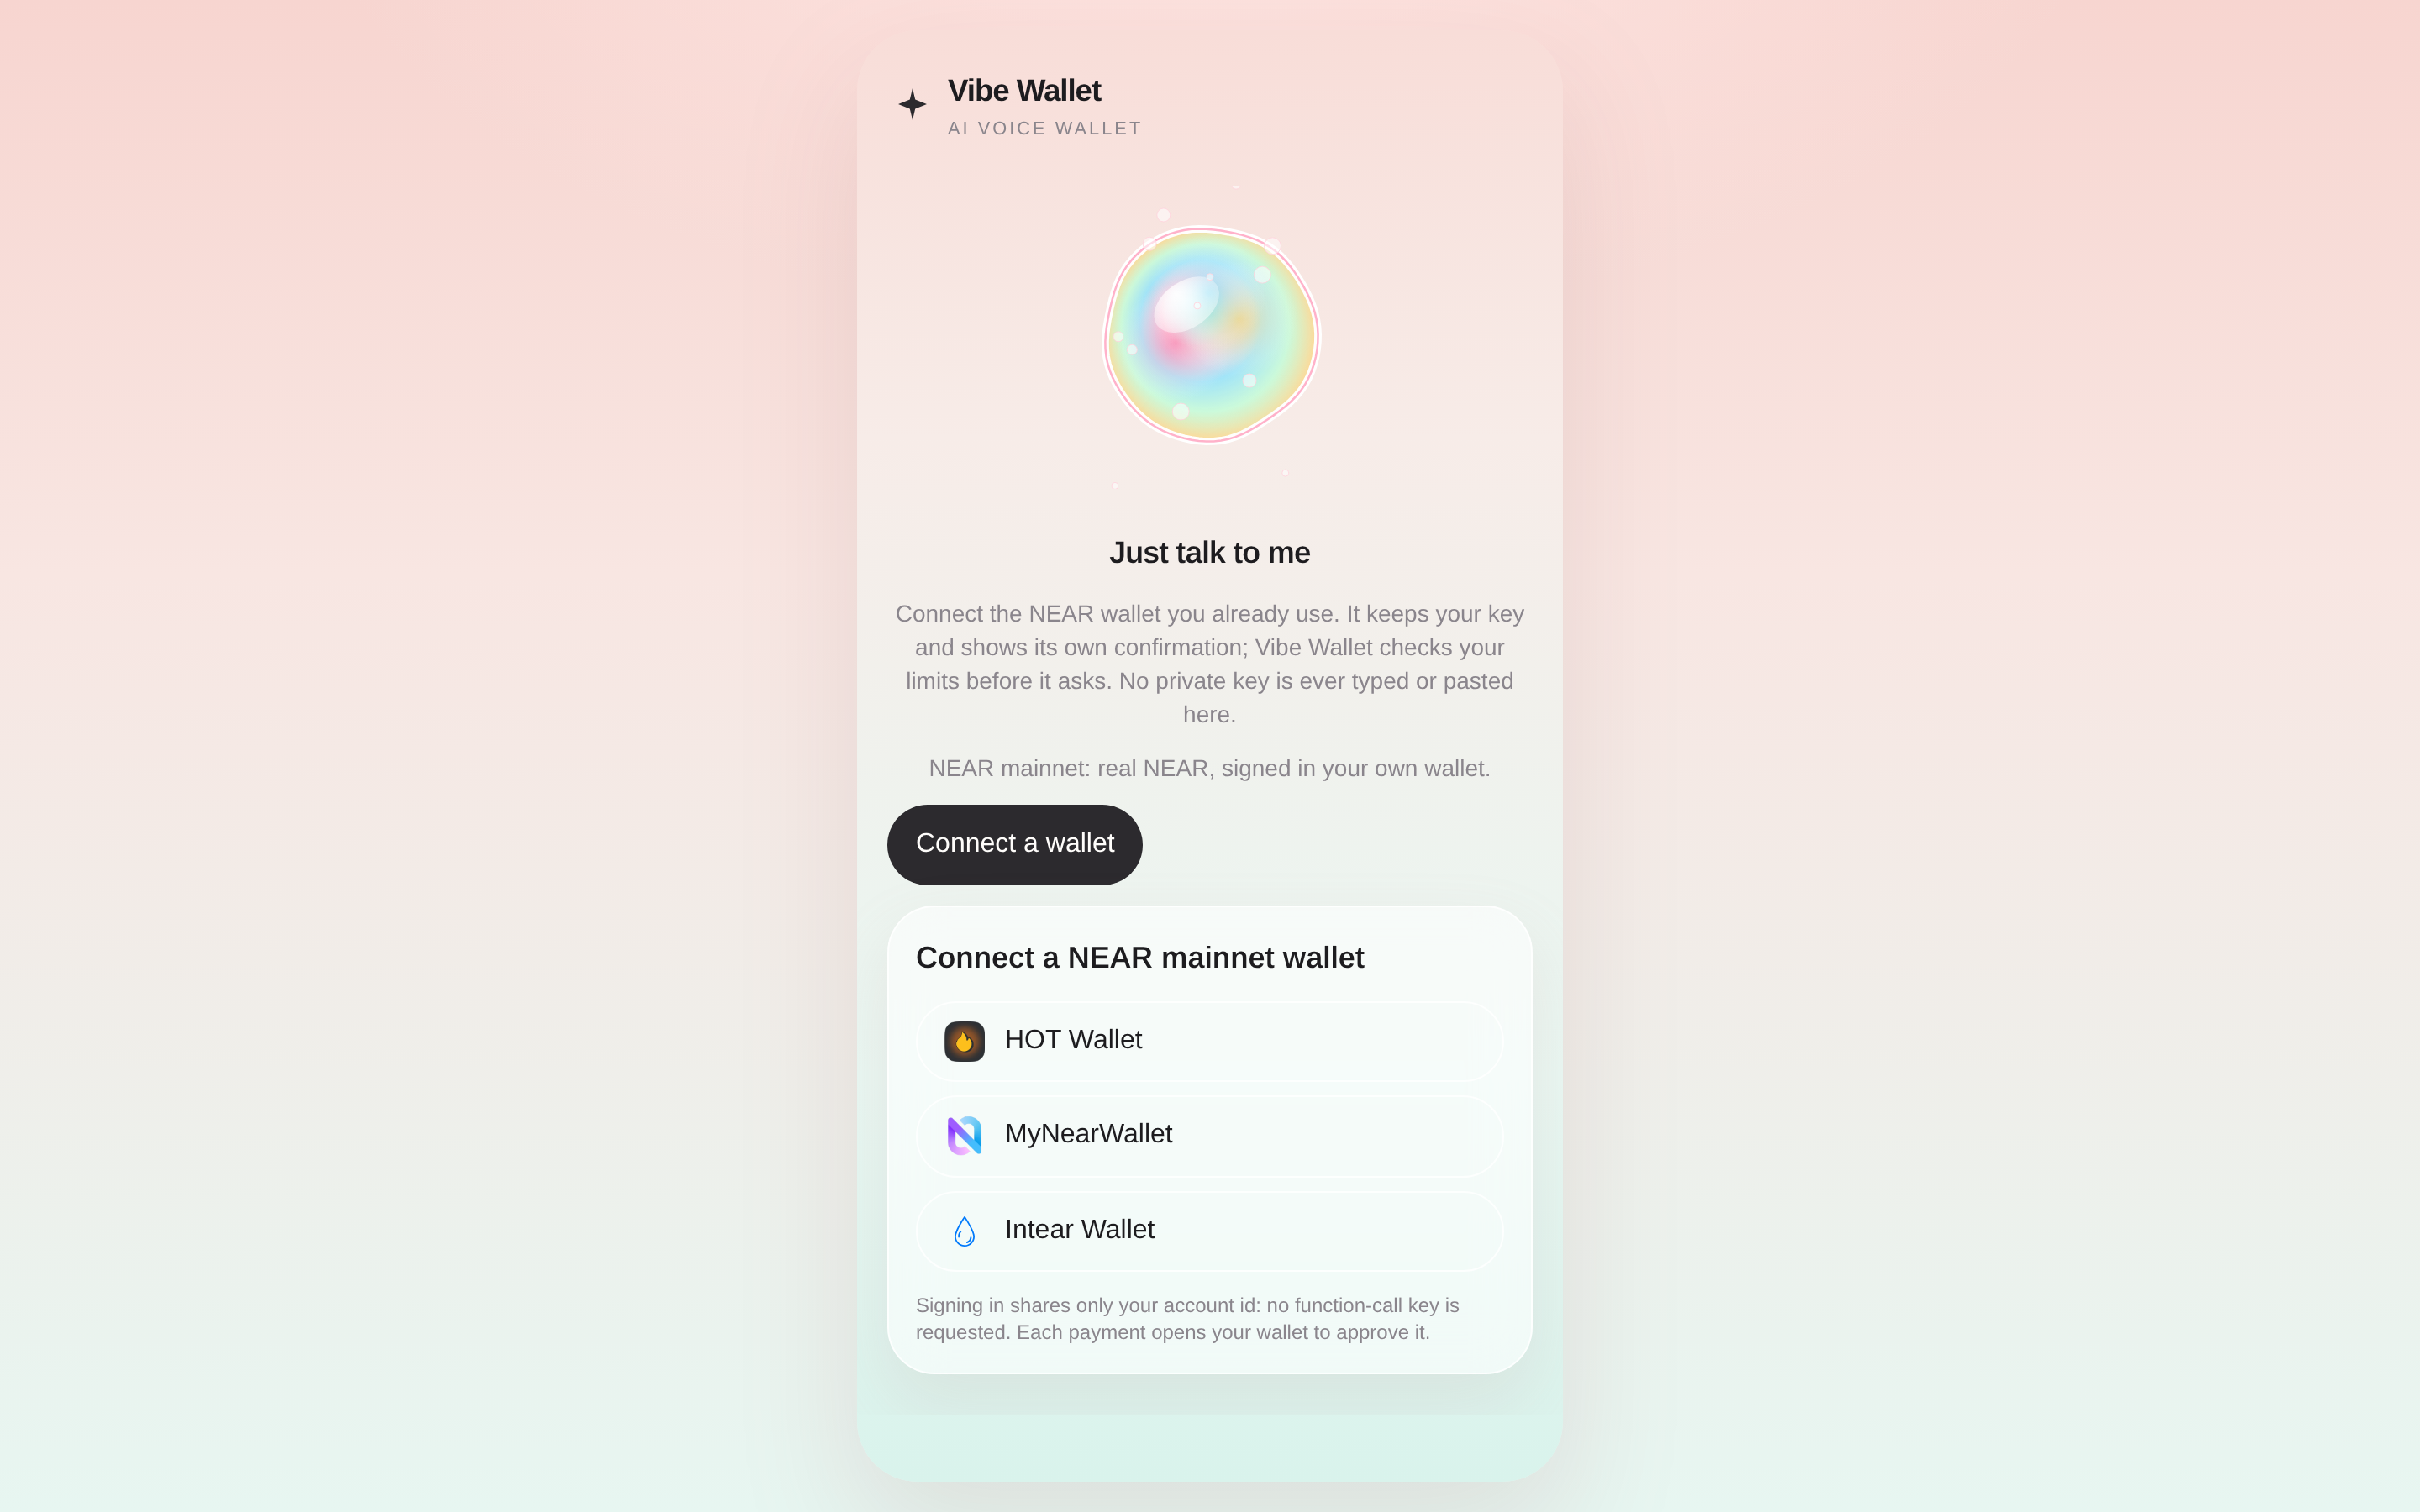 Vibe Wallet
AI VOICE WALLET
Just talk to me
Connect the NEAR wallet you already use. It keeps your key
and shows its own confirmation; Vibe Wallet checks your
limits before it asks. No private key is ever typed or pasted
here.
NEAR mainnet: real NEAR, signed in your own wallet.
Connect a wallet
Connect a NEAR mainnet wallet
HOT Wallet
MyNearWallet
Intear Wallet
Signing in shares only your account id: no function-call key is
requested. Each payment opens your wallet to approve it.